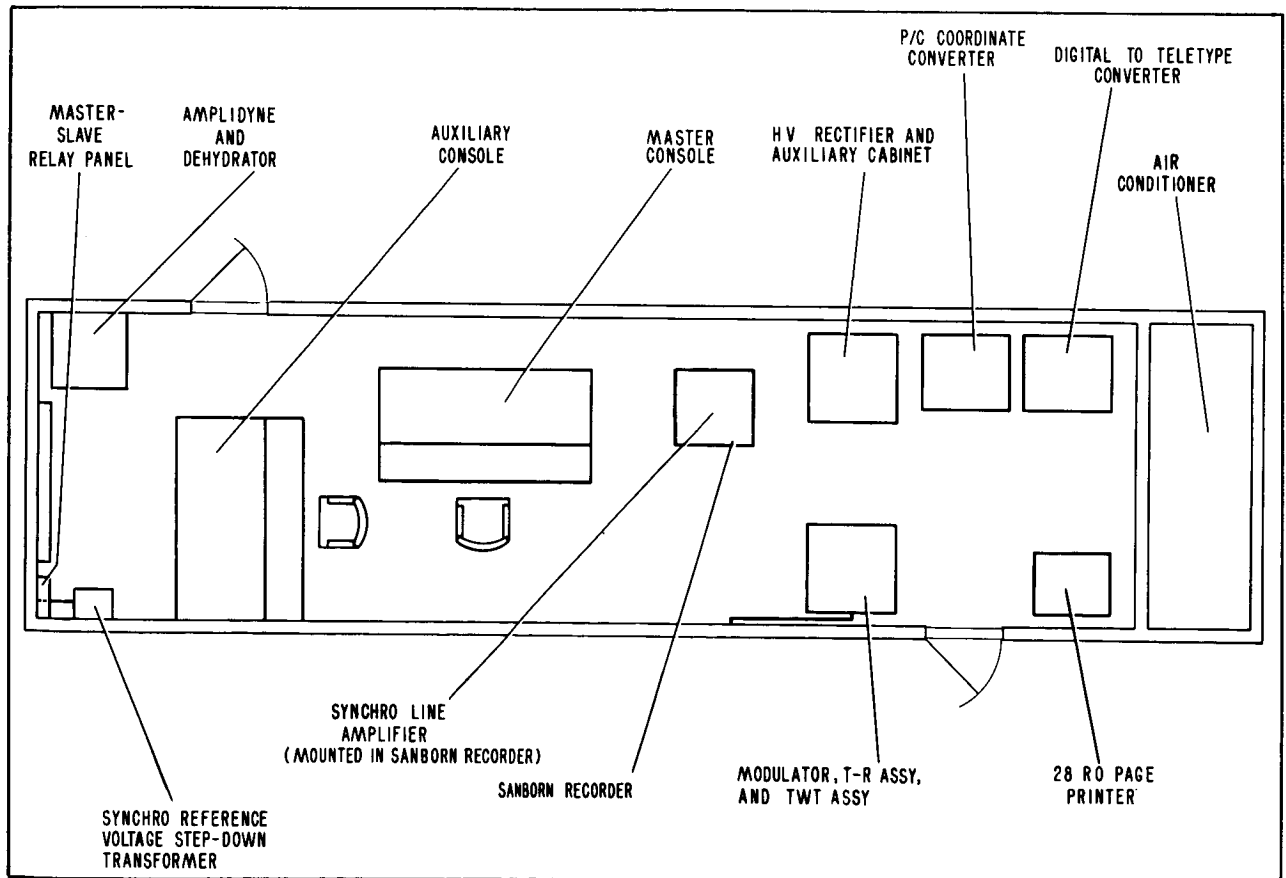 P/C COORDINATE
CONVERTER
DIGITAL TO TELETYPE
CONVERTER
MASTER-
SLAVE
RELAY PANEL
AMPLIDYNE
AND
DEHYDRATOR
AUXILIARY
CONSOLE
MASTER
CONSOLE
HV RECTIFIER AND
AUXILIARY CABINET
AIR
CONDITIONER
SYNCHRO LINE
AMPLIFIER
(MOUNTED IN SANBORN RECORDER)
SANBORN RECORDER
MODULATOR, T-R ASSY,
AND TWT ASSY
28 RO PAGE
PRINTER
SYNCHRO REFERENCE
VOLTAGE STEP-DOWN
TRANSFORMER